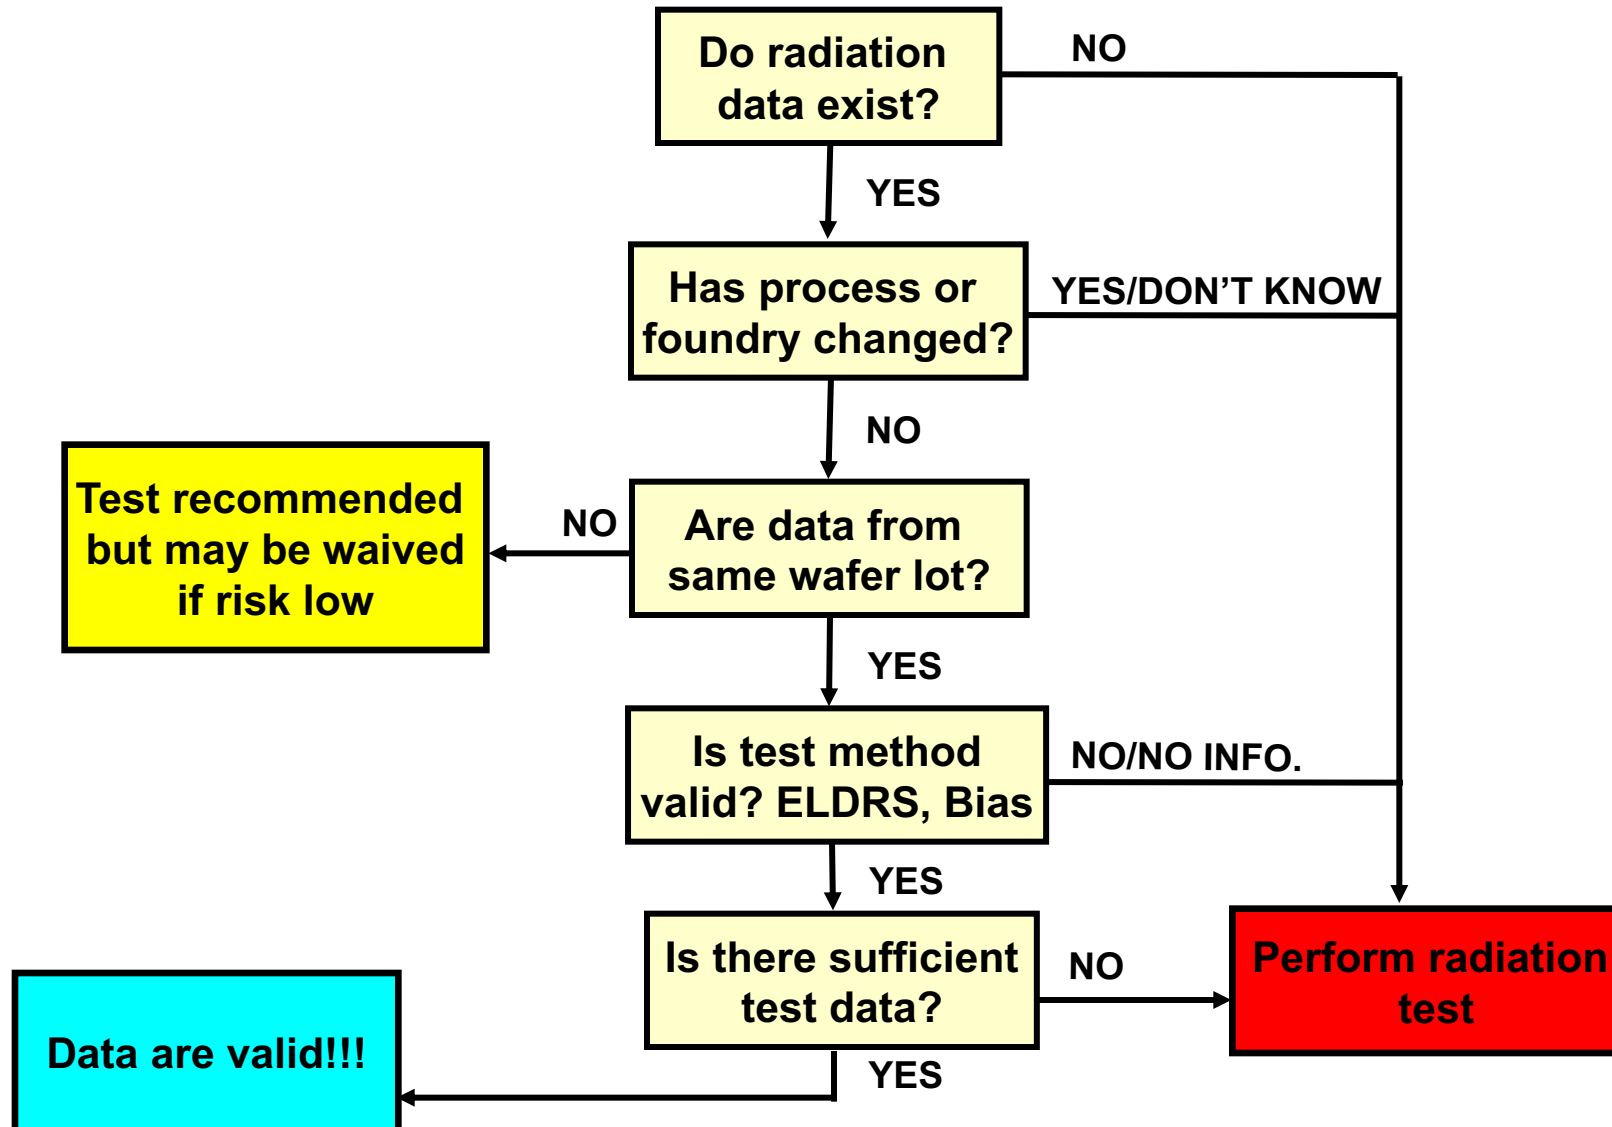 Do radiation
data exist?
NO
YES
Has process or
foundry changed?
YES/DON'T KNOW
NO
Test recommended
but may be waived
if risk low
NO
Are data from
same wafer lot?
YES
Is test method
valid? ELDRS, Bias
NO/NO INFO.
YES
Is there sufficient
test data?
NO
Perform radiation
test
Data are valid!!!
YES